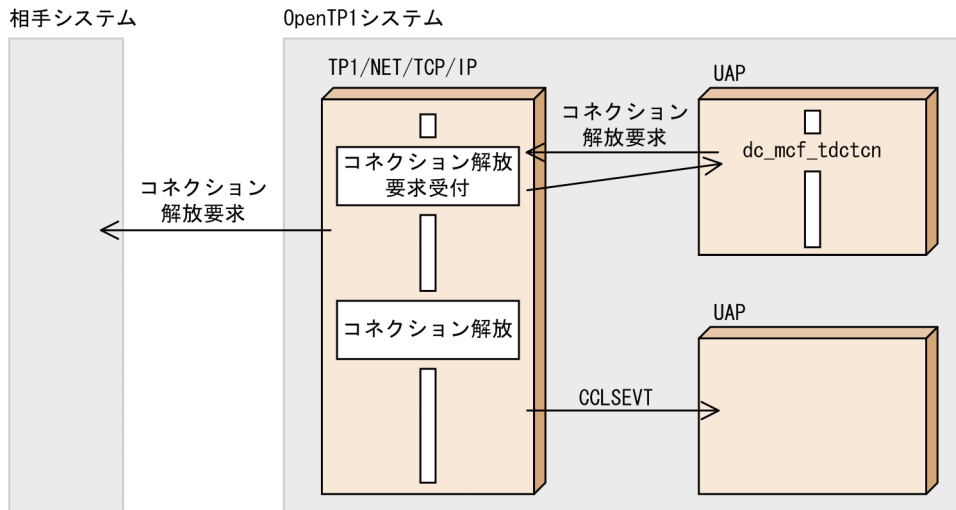 相手システム
OpenTP1システム
TP1/NET/TCP/IP
UAP
コネクション
解放要求
dc_mcf_tdctcn
コネクション解放
要求受付
コネクション
解放要求
コネクション解放
UAP
CCLSEVT